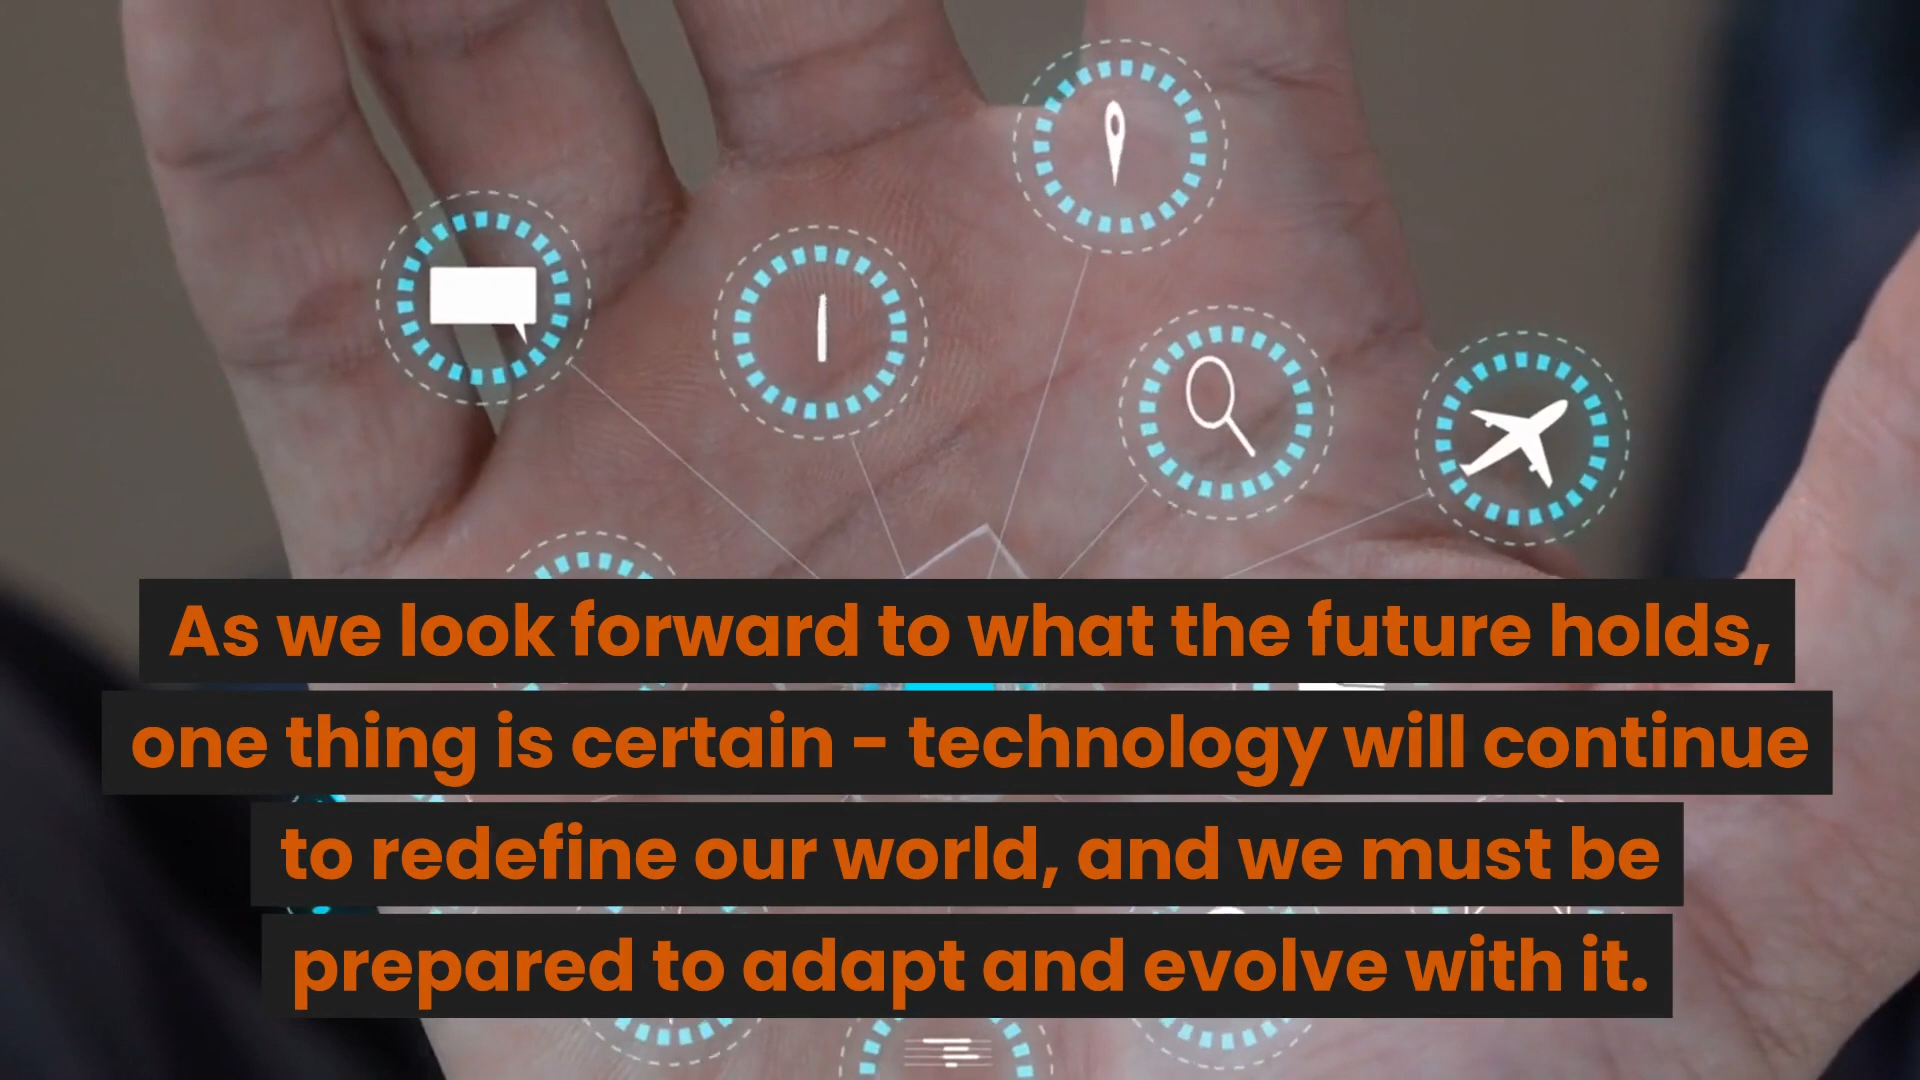 As we look forward to what the future holds,
one thing is certain - technology will continue
to redefine our world, and we must be
prepared to adapt and evolve with it.